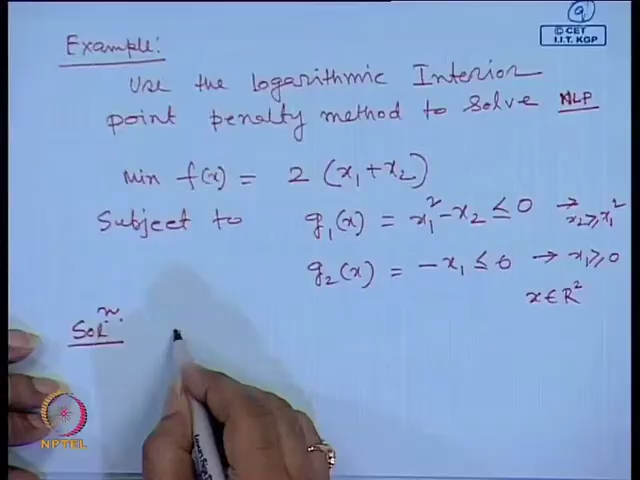 9
© CET
I.I.T. KGP
Example:
Use the logarithmic Interior
point penalty method to solve NLP
Min f(x) = 2 (x₁+x₂)
Subject to g₁(x) = x₁²-x₂ ≤ 0 → x₂ ≥ x₁²
g₂(x) = -x₁ ≤ 0 → x₁ ≥ 0
x ∈ R²
Solⁿ:
NPTEL